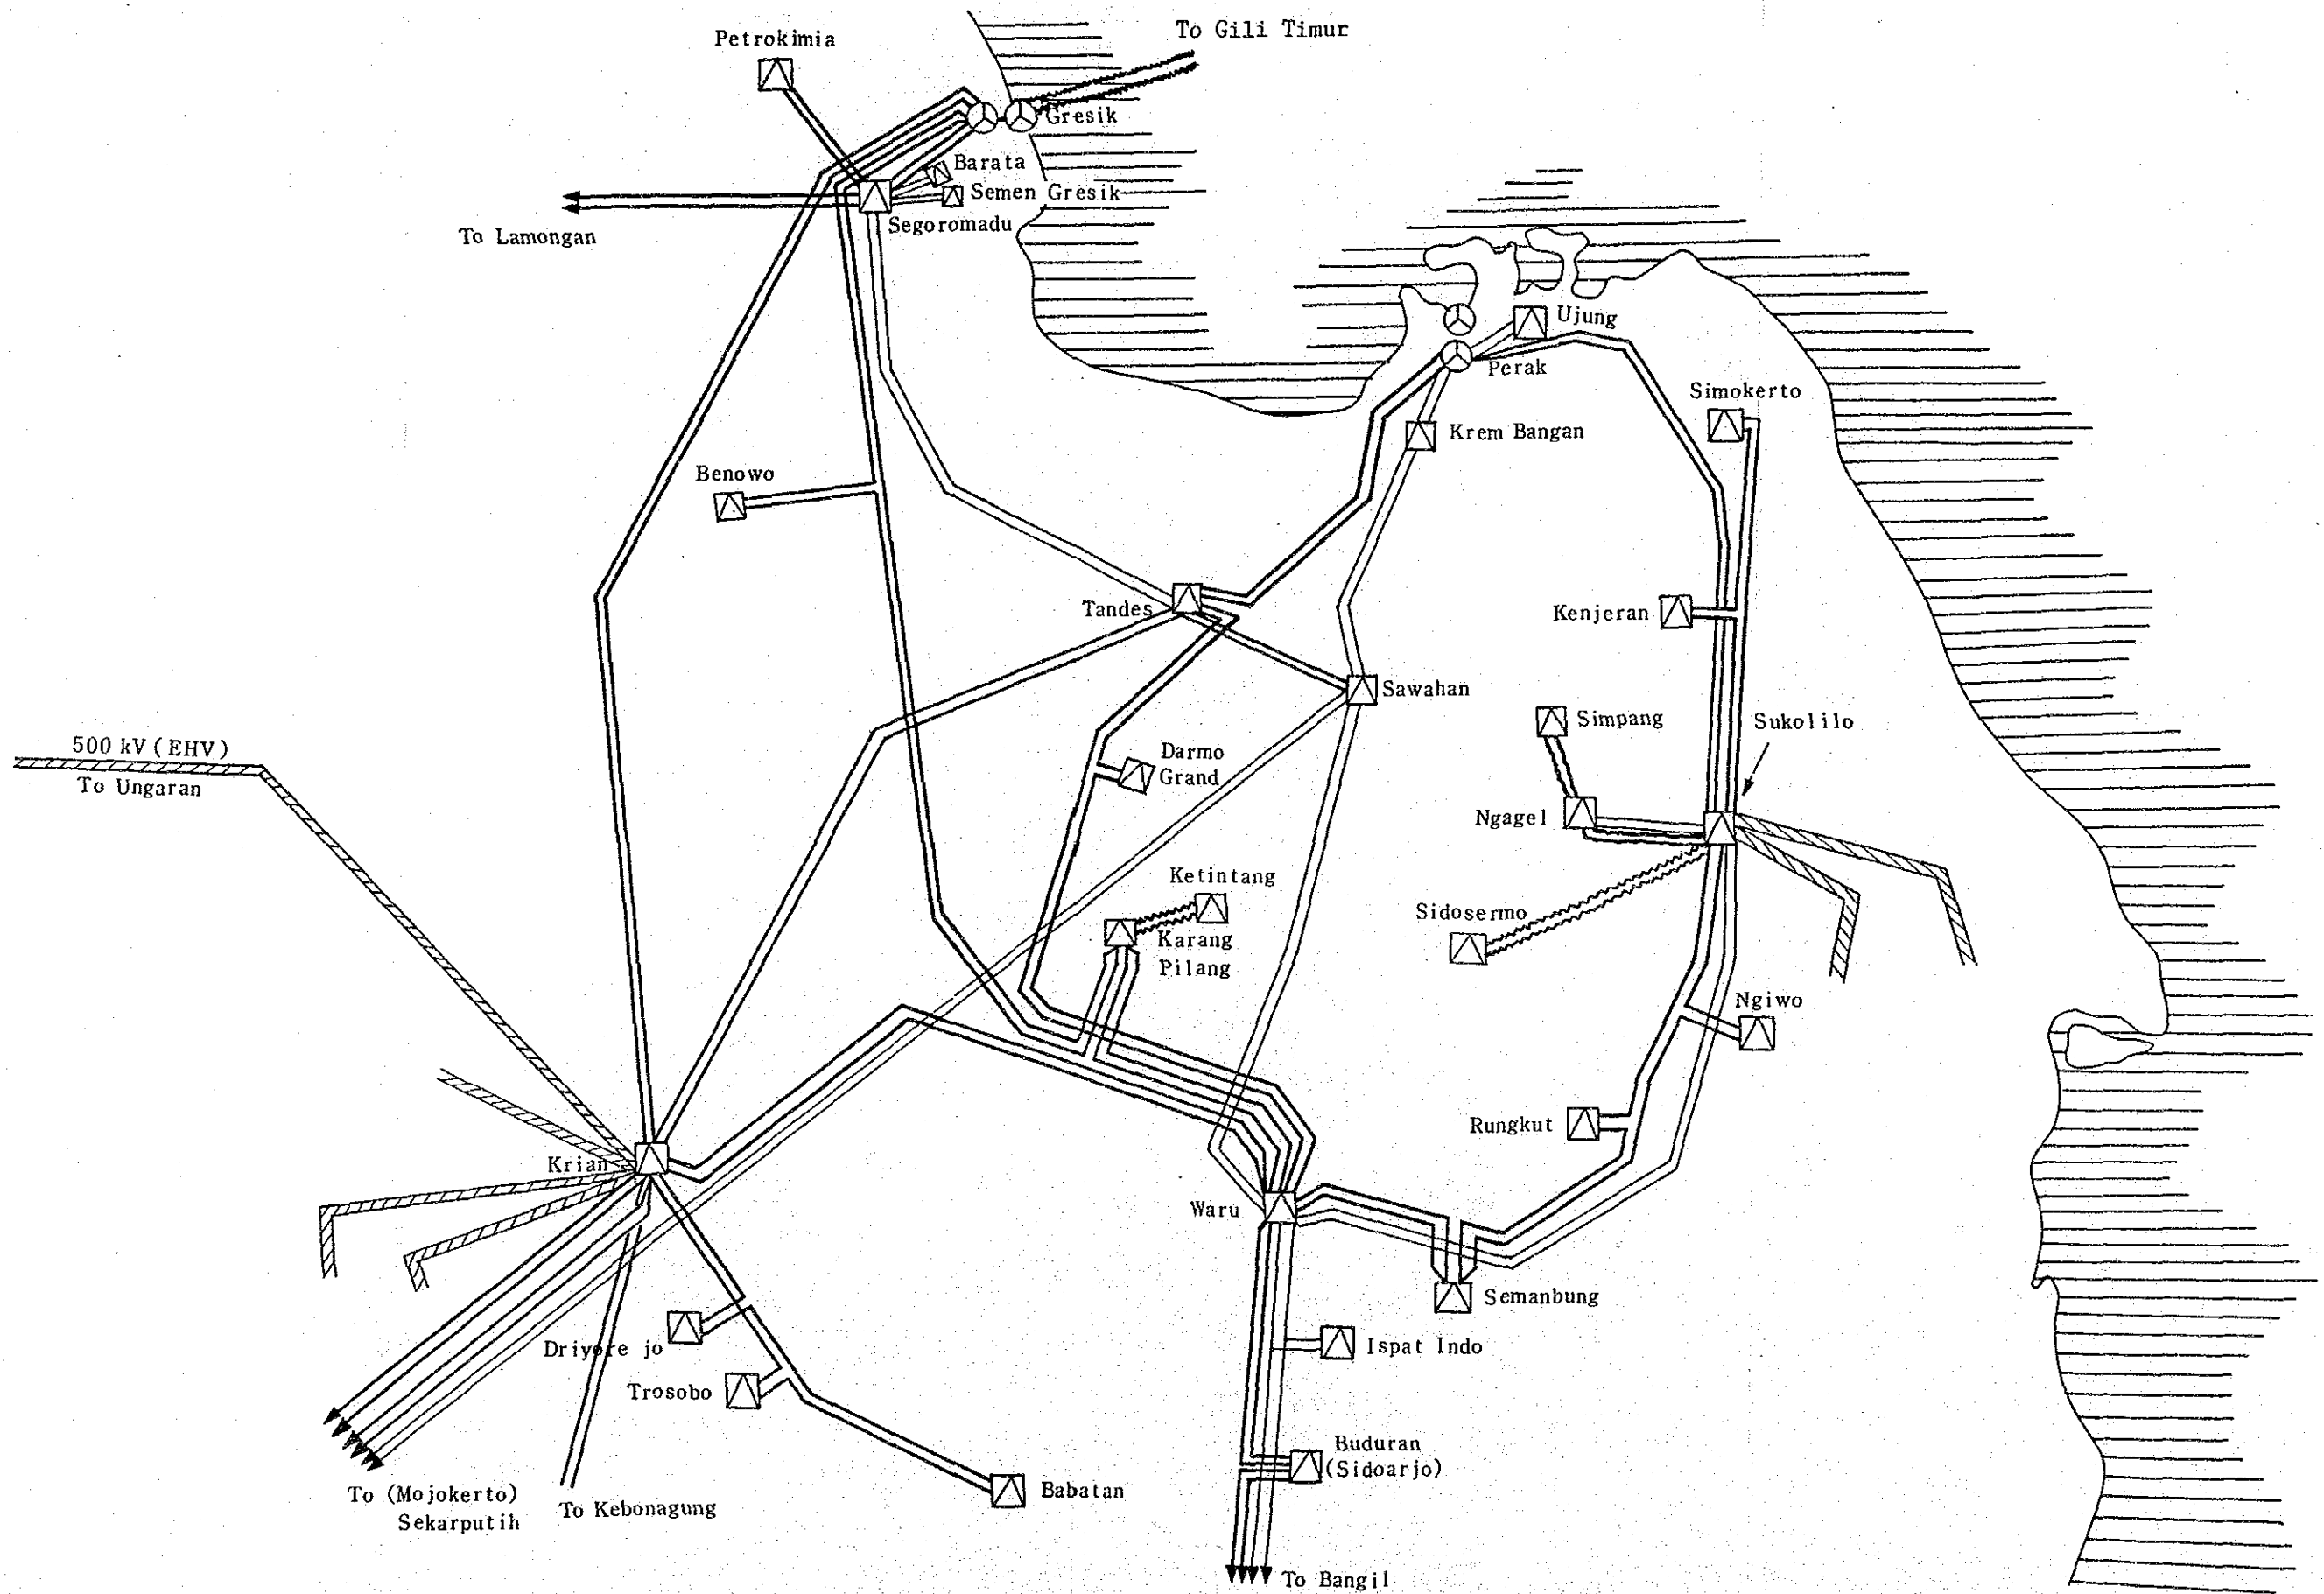 To Gili Timur
Petrokimia
Gresik
Barata
Semen Gresik
Segoromadu
To Lamongan
Ujung
Perak
Simokerto
Krem Bangan
Benowo
Tandes
Kenjeran
Sawahan
Simpang
Sukolilo
500 kV (EHV)
To Ungaran
Darmo
Grand
Ngagel
Ketintang
Sidosermo
Karang
Pilang
Ngiwo
Rungkut
Krian
Waru
Semanbung
Driyore jo
Ispat Indo
Trosobo
Buduran
(Sidoarjo)
Babatan
To (Mojokerto)
Sekarputih
To Kebonagung
To Bangil